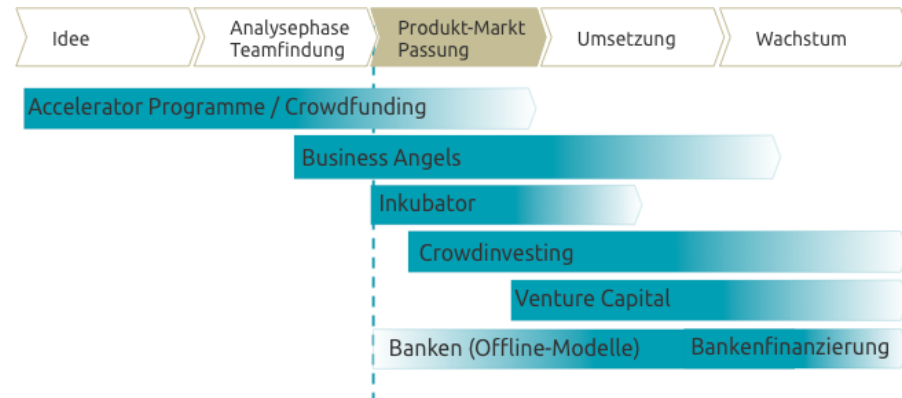 Idee
Analysephase
Teamfindung
Produkt-Markt
Passung
Umsetzung
Wachstum
Accelerator Programme / Crowdfunding
Business Angels
Inkubator
Crowdinvesting
Venture Capital
Banken (Offline-Modelle)
Bankenfinanzierung